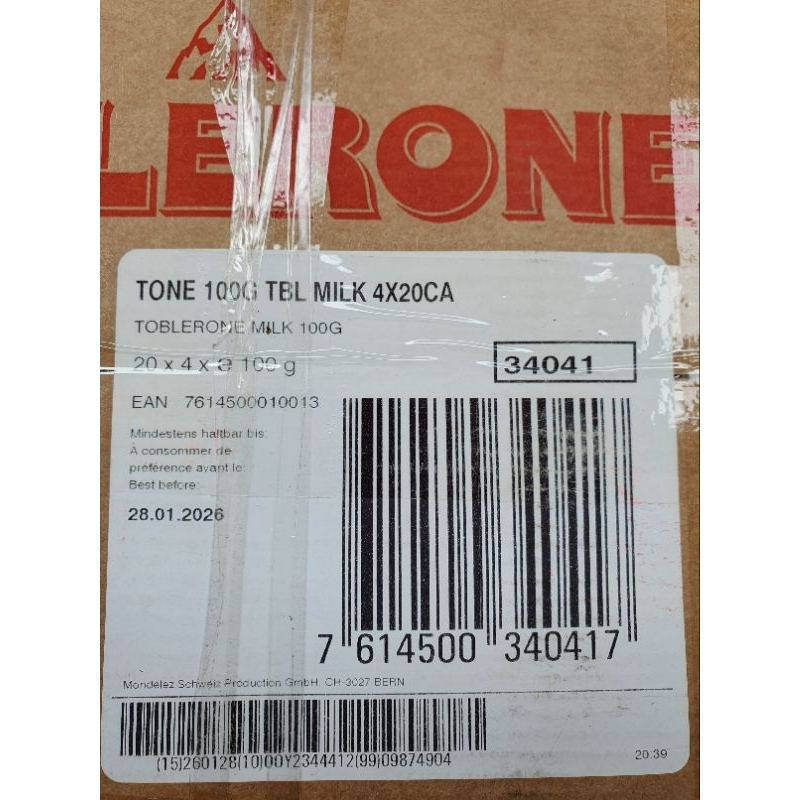 BLERONE
TONE 100G TBL MILK 4X20CA
TOBLERONE MILK 100G
20 x 4 x ℮ 100 g
34041
EAN 7614500010013
Mindestens haltbar bis:
À consommer de
préférence avant le:
Best before:
28.01.2026
7 614500 340417
Mondelez Schweiz Production GmbH, CH-3027 BERN
(15)260128(10)OOY2344412(99)09874904
20:39